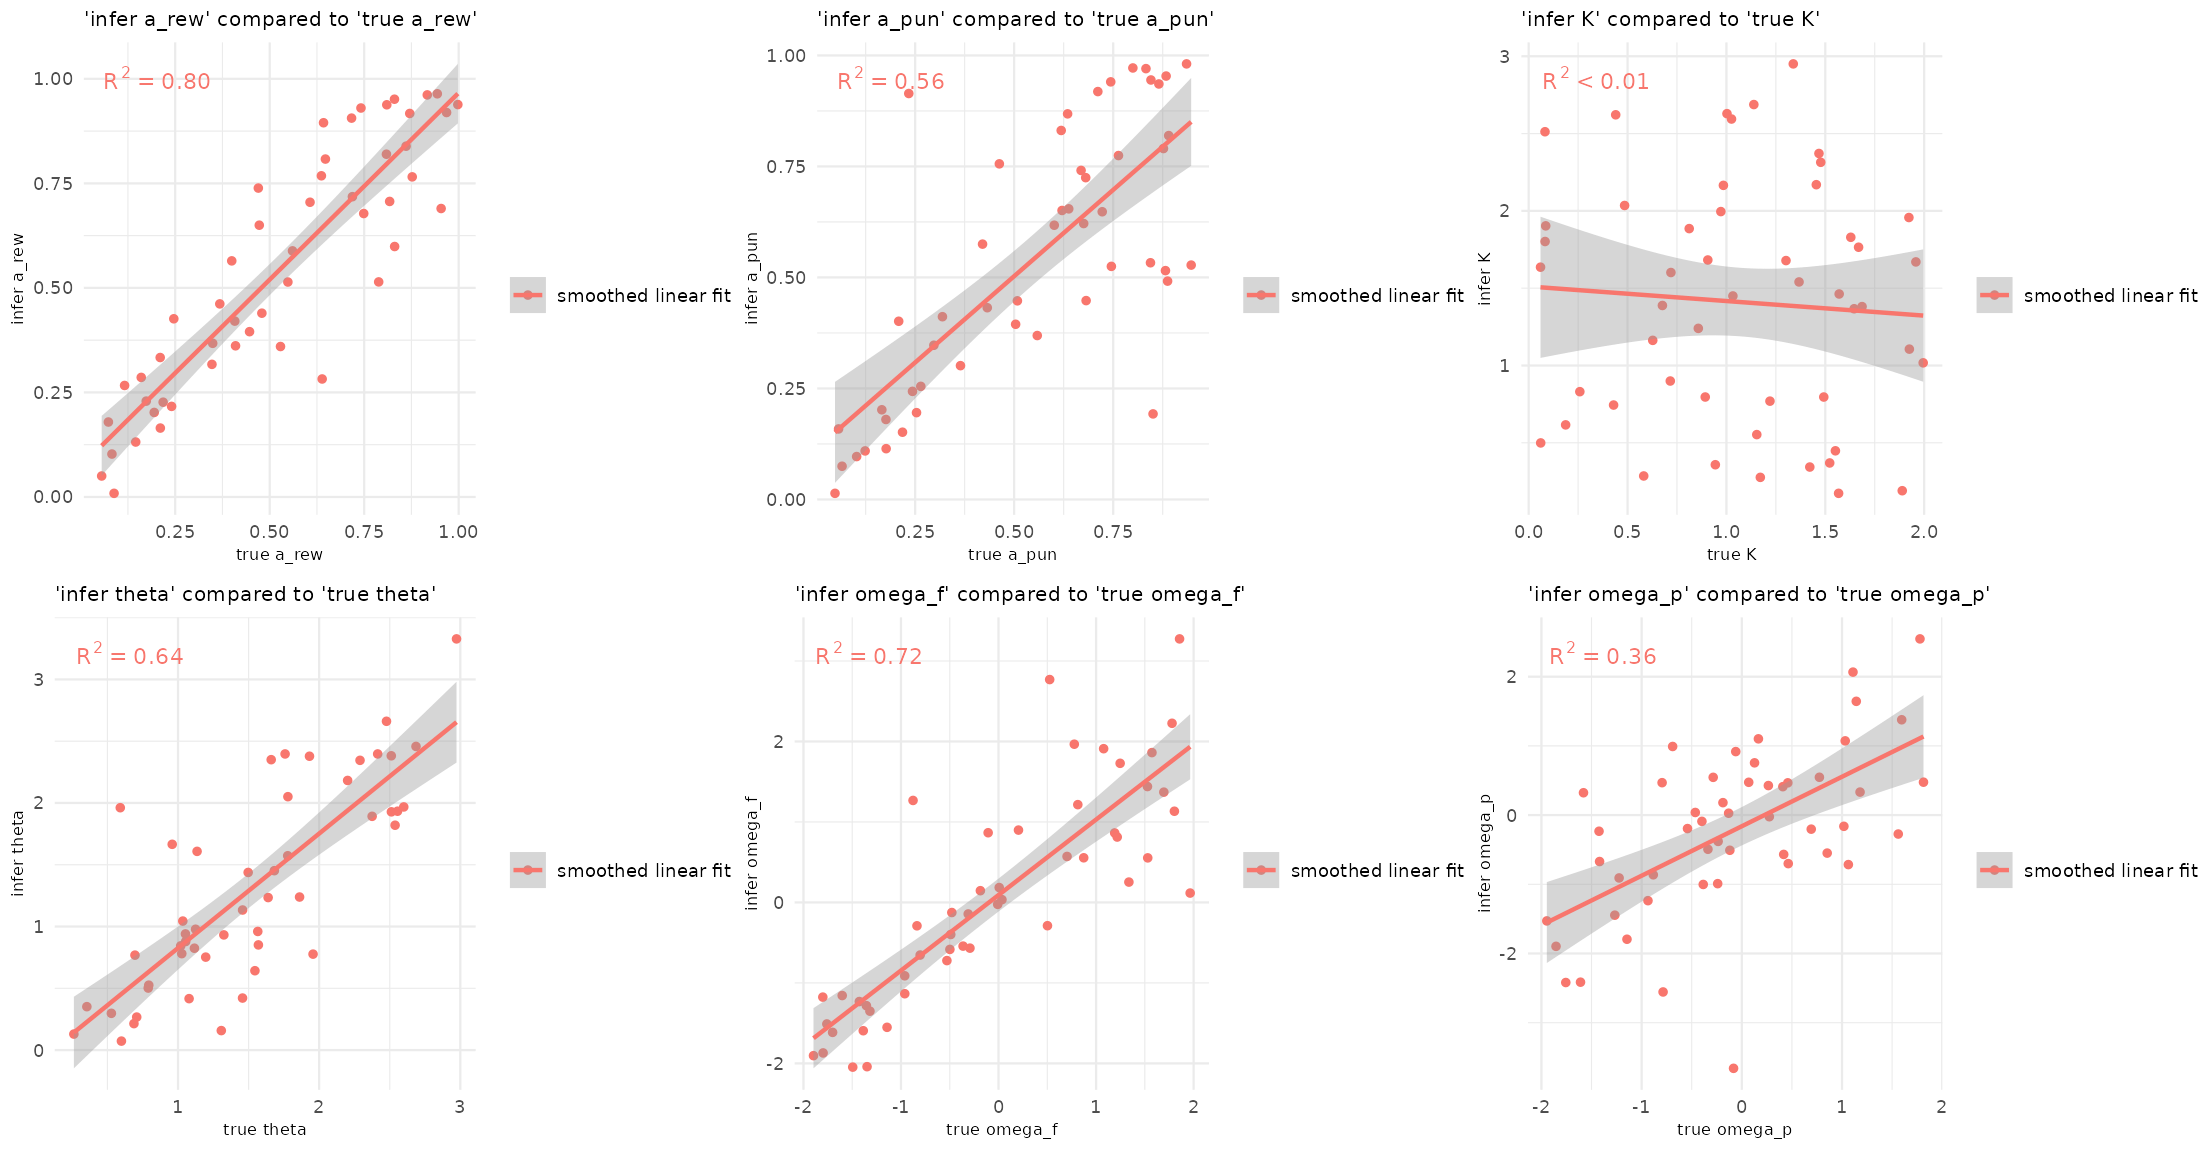 'infer a_rew' compared to 'true a_rew'
R² = 0.80
1.00
0.75
0.50
0.25
0.00
infer a_rew
0.25 0.50 0.75 1.00
true a_rew
smoothed linear fit
'infer a_pun' compared to 'true a_pun'
R² = 0.56
1.00
0.75
0.50
0.25
0.00
infer a_pun
0.25 0.50 0.75
true a_pun
smoothed linear fit
'infer K' compared to 'true K'
R² < 0.01
3
2
1
infer K
0.0 0.5 1.0 1.5 2.0
true K
smoothed linear fit
'infer theta' compared to 'true theta'
R² = 0.64
3
2
1
0
infer theta
1 2 3
true theta
smoothed linear fit
'infer omega_f' compared to 'true omega_f'
R² = 0.72
2
0
-2
infer omega_f
-2 -1 0 1 2
true omega_f
smoothed linear fit
'infer omega_p' compared to 'true omega_p'
R² = 0.36
2
0
-2
infer omega_p
-2 -1 0 1 2
true omega_p
smoothed linear fit